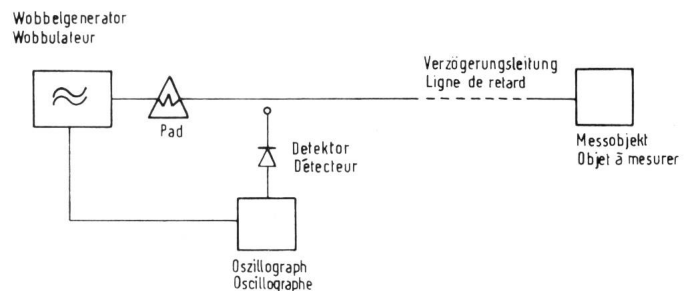 Wobbelgenerator
Wobbulateur
Verzögerungsleitung
Ligne de retard
Pad
Detektor
Détecteur
Messobjekt
Objet à mesurer
Oszillograph
Oscillographe